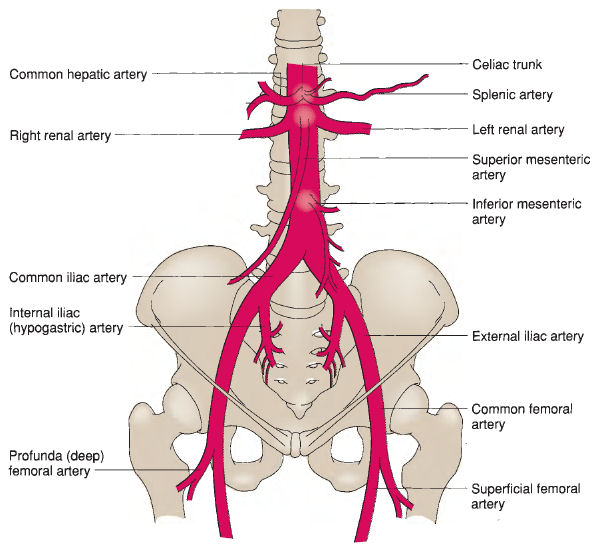 Common hepatic artery
Right renal artery
Common iliac artery
Internal iliac
(hypogastric) artery
Profunda (deep)
femoral artery
Celiac trunk
Splenic artery
Left renal artery
Superior mesenteric
artery
Inferior mesenteric
artery
External iliac artery
Common femoral
artery
Superficial femoral
artery